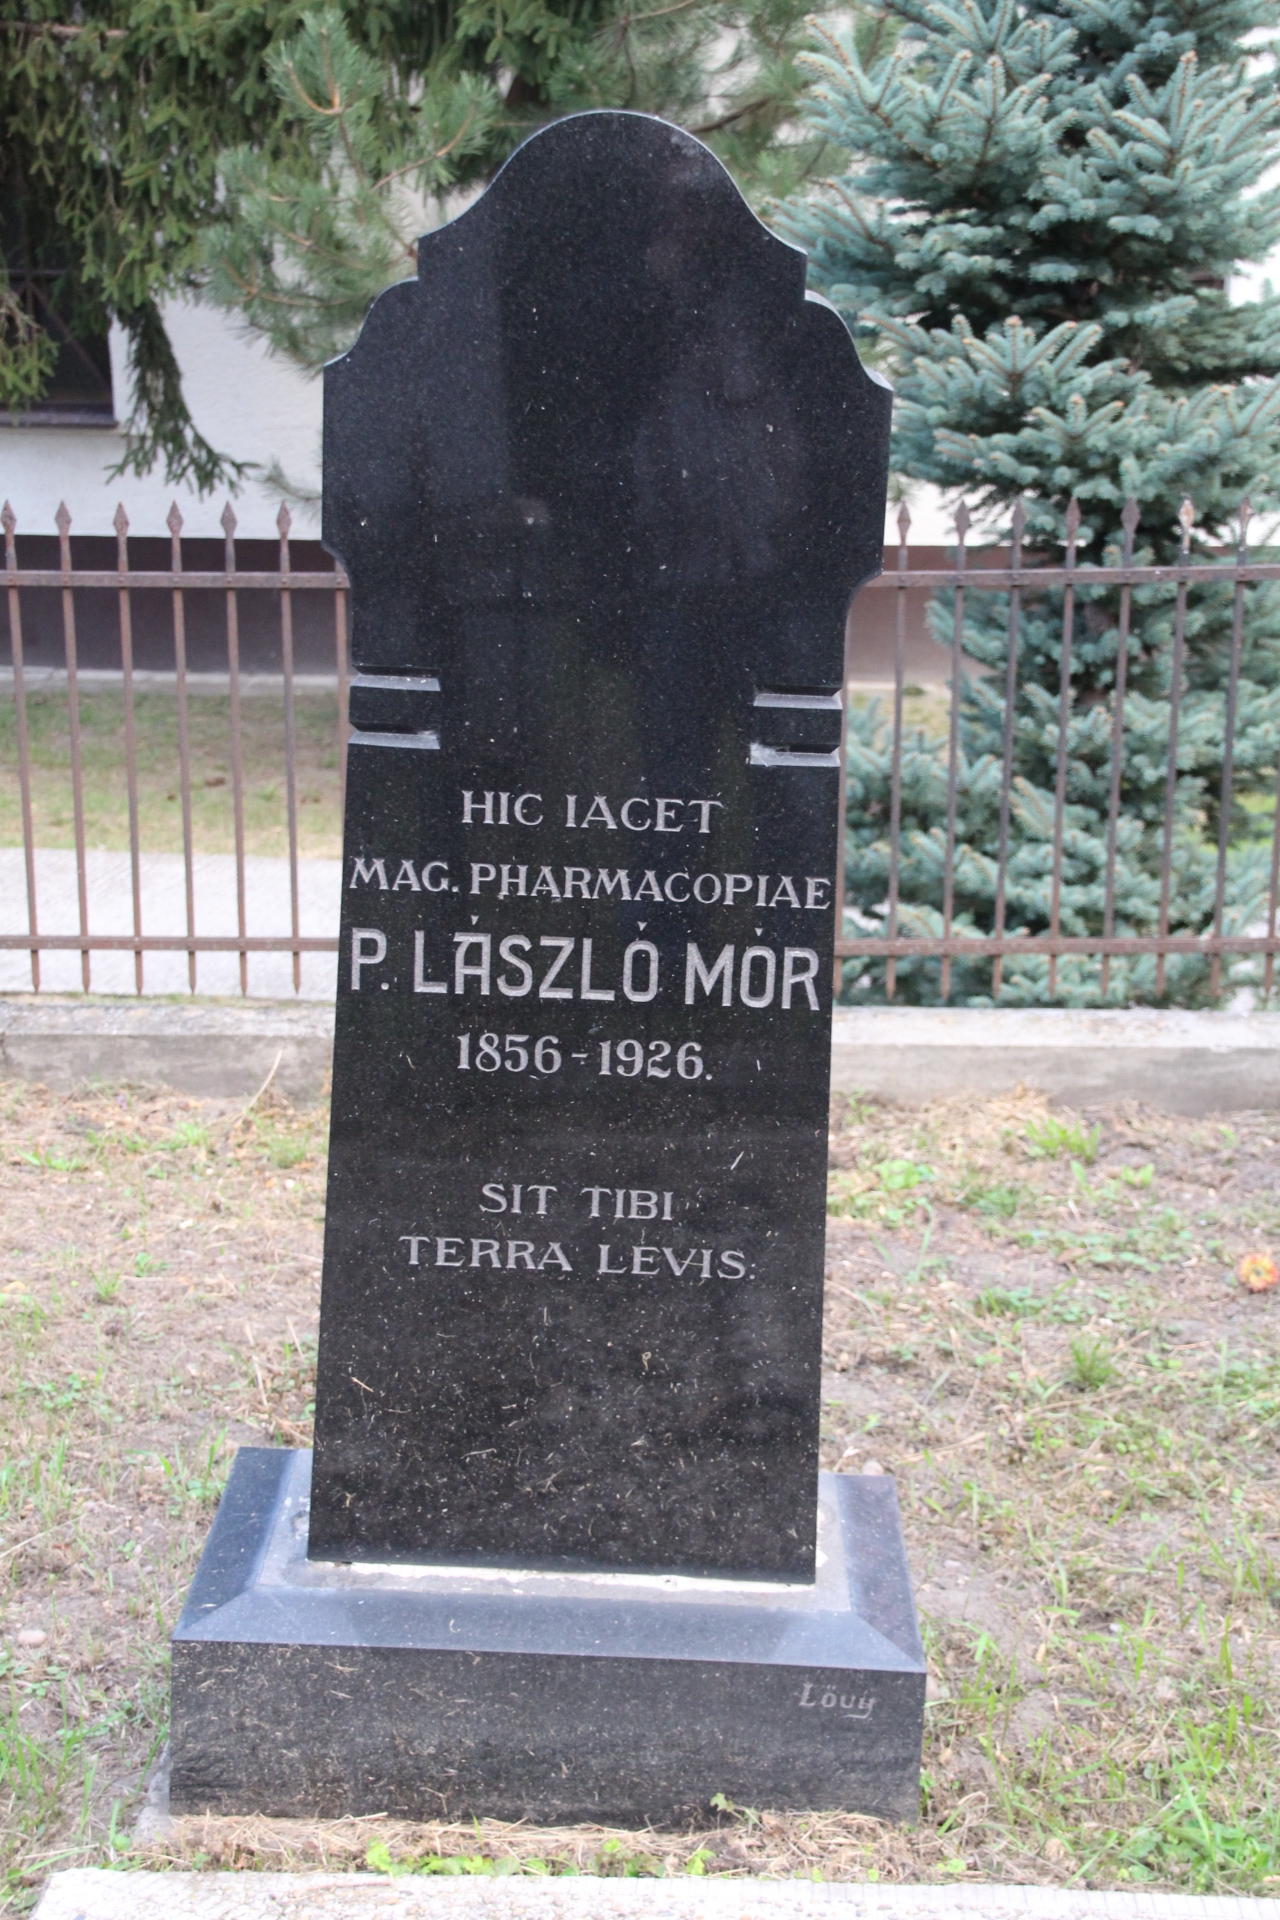 HIC IACET
MAG. PHARMACOPIAE
P. LÁSZLÓ MÓR
1856-1926.
SIT TIBI
TERRA LEVIS.
Lövy